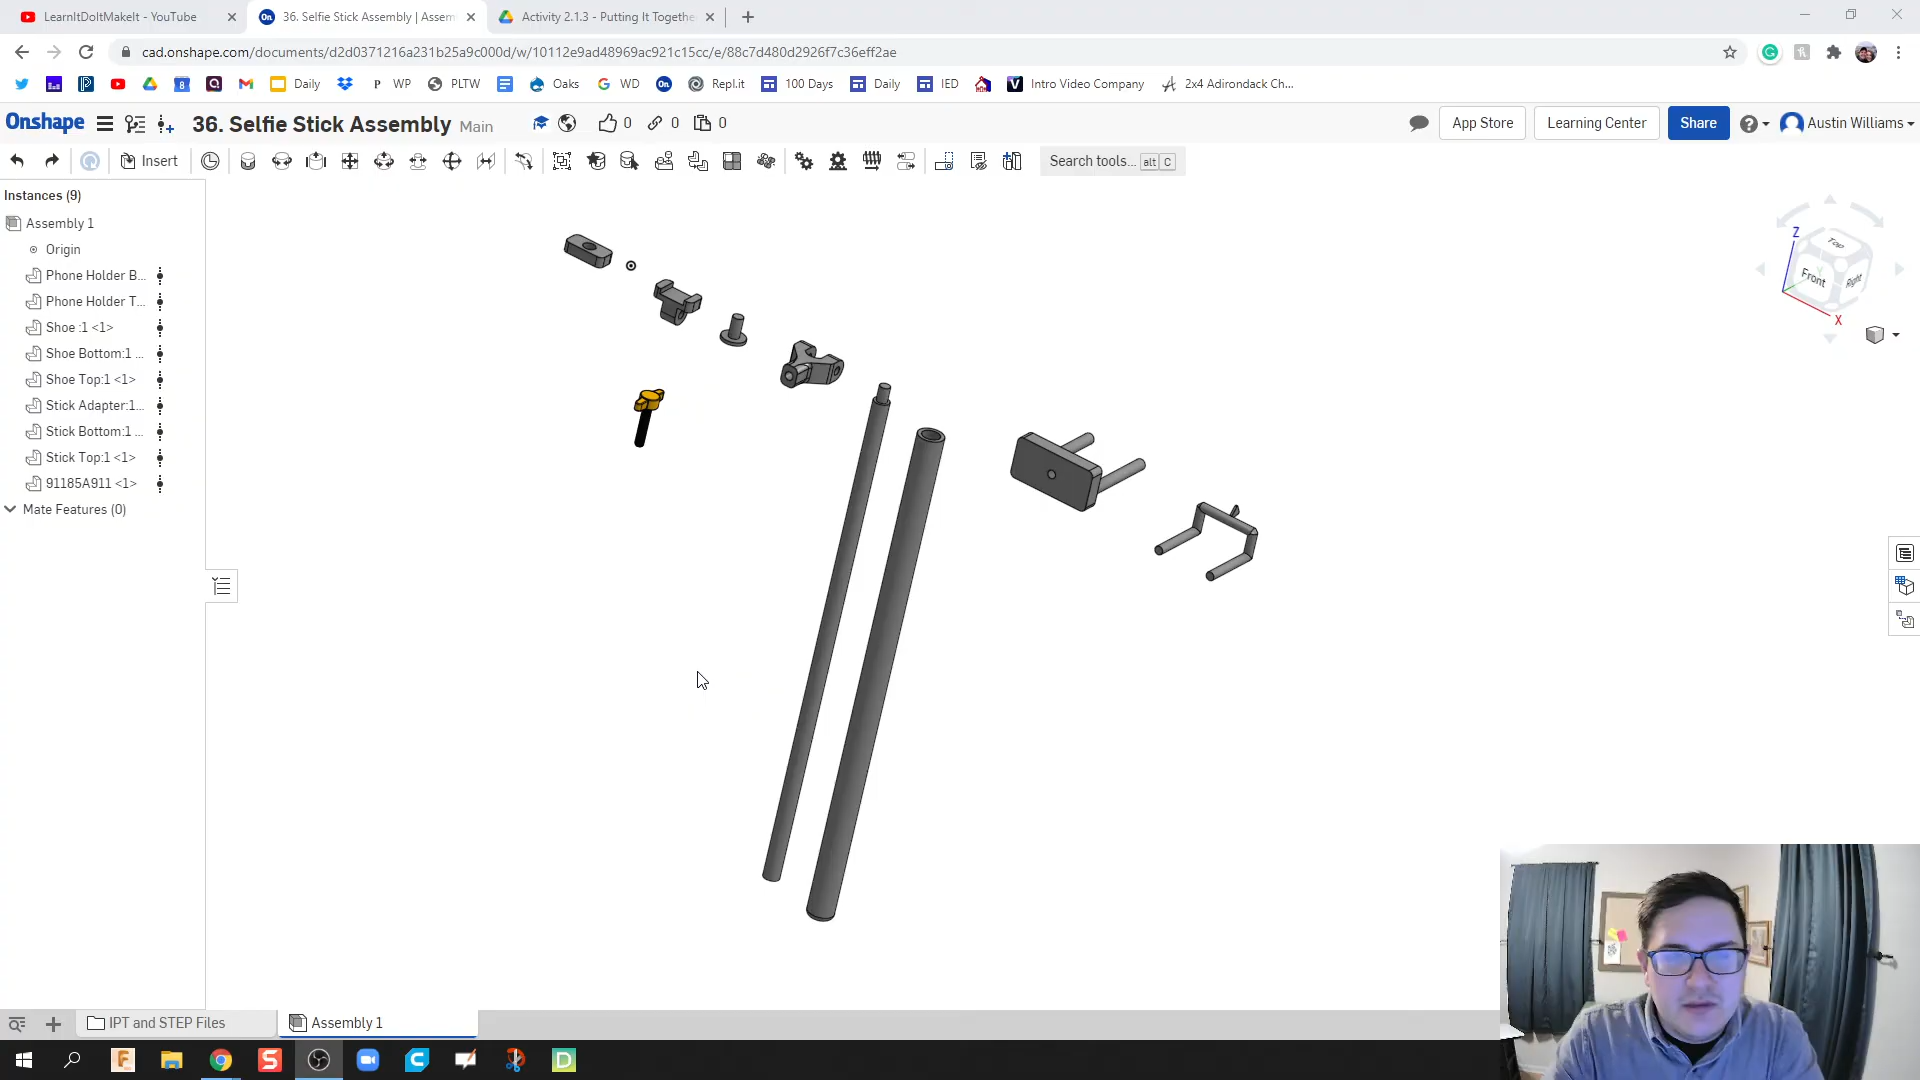 LearnItDoItMakeIt - YouTube
36. Selfie Stick Assembly | Assem
Activity 2.1.3 - Putting It Togethe
cad.onshape.com/documents/d2d0371216a231b25a9c000d/w/10112e9ad48969ac921c15cc/e/88c7d480d2926f7c36eff2ae
Daily
P WP
PLTW
Oaks
G WD
On
Repl.it
100 Days
Daily
IED
V Intro Video Company
2x4 Adirondack Ch...
Onshape
36. Selfie Stick Assembly Main
0
0
0
App Store
Learning Center
Share
Austin Williams
Insert
Search tools... alt C
Instances (9)
Assembly 1
Origin
Phone Holder B...
Phone Holder T...
Shoe :1 <1>
Shoe Bottom:1 ...
Shoe Top:1 <1>
Stick Adapter:1...
Stick Bottom:1 ...
Stick Top:1 <1>
91185A911 <1>
Mate Features (0)
Z
Top
Front
Right
X
IPT and STEP Files
Assembly 1